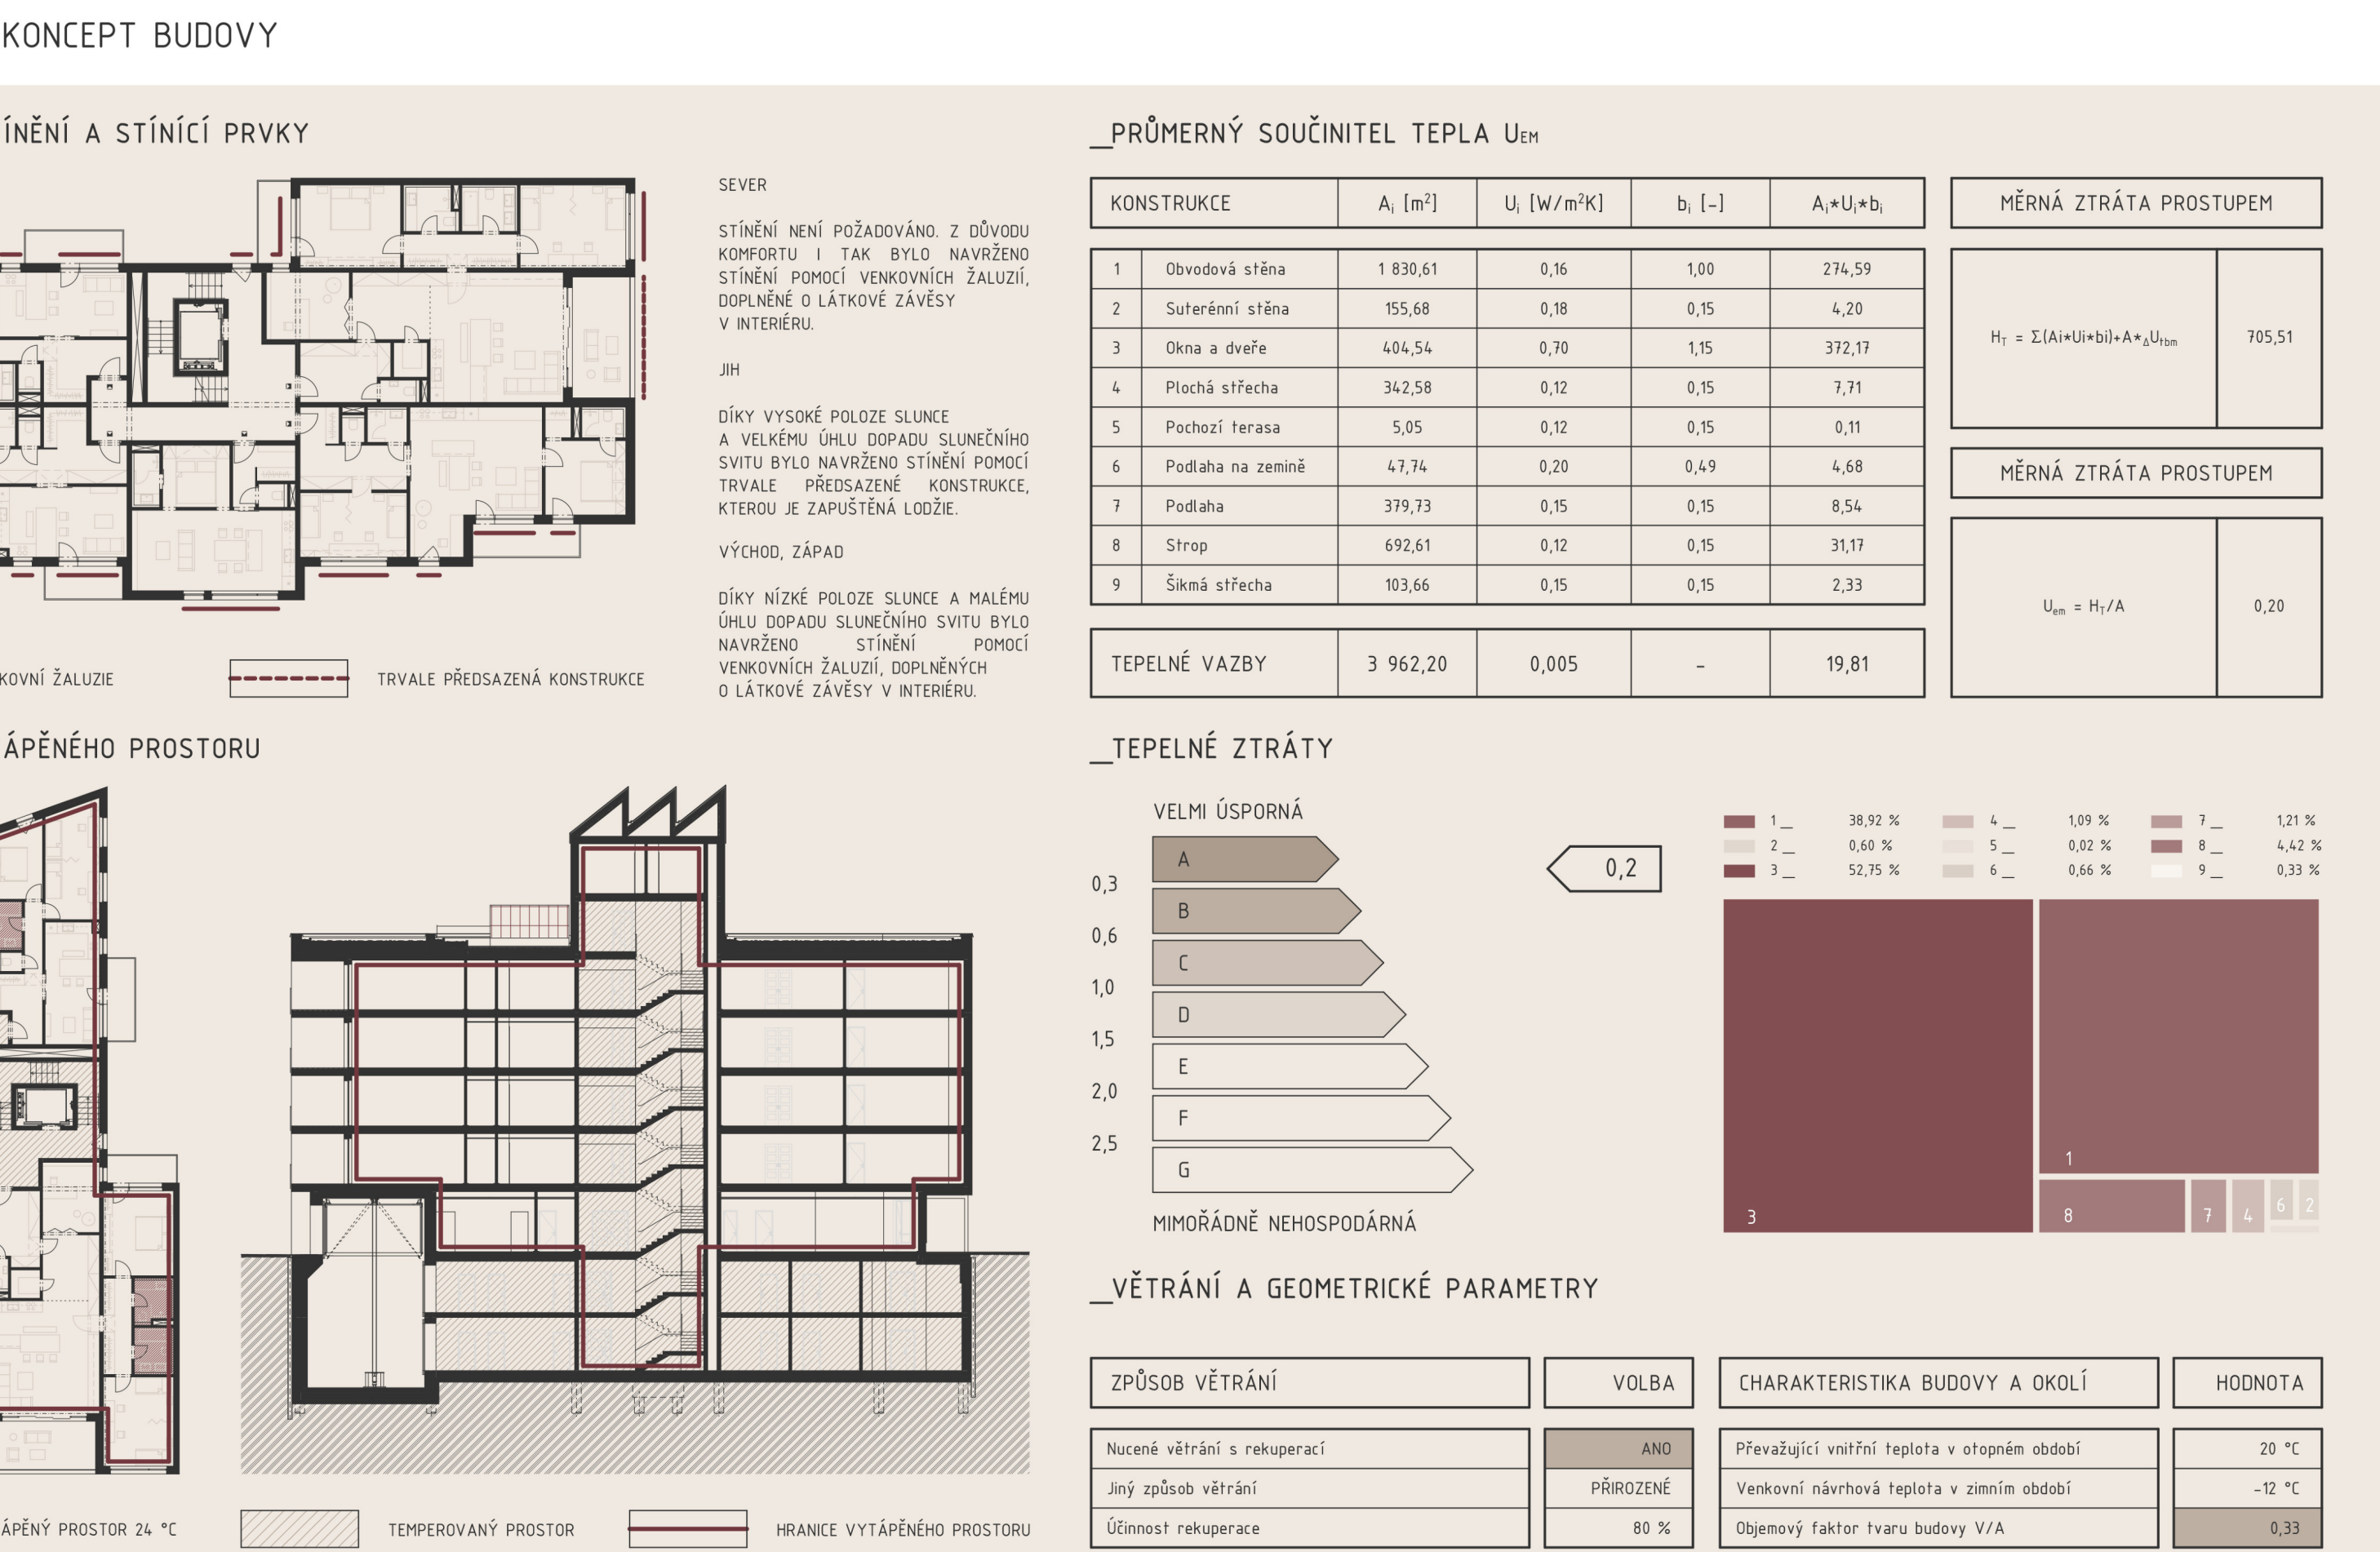 KONCEPT BUDOVY
ÍNĚNÍ A STÍNÍCÍ PRVKY
SEVER
STÍNĚNÍ NENÍ POŽADOVÁNO. Z DŮVODU
KOMFORTU I TAK BYLO NAVRŽENO
STÍNĚNÍ POMOCÍ VENKOVNÍCH ŽALUZIÍ,
DOPLNĚNÉ O LÁTKOVÉ ZÁVĚSY
V INTERIÉRU.
JIH
DÍKY VYSOKÉ POLOZE SLUNCE
A VELKÉMU ÚHLU DOPADU SLUNEČNÍHO
SVITU BYLO NAVRŽENO STÍNĚNÍ POMOCÍ
TRVALE PŘEDSAZENÉ KONSTRUKCE,
KTEROU JE ZAPUŠTĚNÁ LODŽIE.
VÝCHOD, ZÁPAD
DÍKY NÍZKÉ POLOZE SLUNCE A MALÉMU
ÚHLU DOPADU SLUNEČNÍHO SVITU BYLO
NAVRŽENO STÍNĚNÍ POMOCÍ
VENKOVNÍCH ŽALUZIÍ, DOPLNĚNÝCH
O LÁTKOVÉ ZÁVĚSY V INTERIÉRU.
KOVNÍ ŽALUZIE
TRVALE PŘEDSAZENÁ KONSTRUKCE
_PRŮMERNÝ SOUČINITEL TEPLA UEM
KONSTRUKCE Ai [m²] Ui [W/m²K] bi [-] Ai*Ui*bi
1 Obvodová stěna 1 830,61 0,16 1,00 274,59
2 Suterénní stěna 155,68 0,18 0,15 4,20
3 Okna a dveře 404,54 0,70 1,15 372,17
4 Plochá střecha 342,58 0,12 0,15 7,71
5 Pochozí terasa 5,05 0,12 0,15 0,11
6 Podlaha na zemině 47,74 0,20 0,49 4,68
7 Podlaha 379,73 0,15 0,15 8,54
8 Strop 692,61 0,12 0,15 31,17
9 Šikmá střecha 103,66 0,15 0,15 2,33
TEPELNÉ VAZBY 3 962,20 0,005 - 19,81
MĚRNÁ ZTRÁTA PROSTUPEM
HT = Σ(Ai*Ui*bi)+A*ΔUtbm 705,51
MĚRNÁ ZTRÁTA PROSTUPEM
Uem = HT/A 0,20
ÁPĚNÉHO PROSTORU
ÁPĚNÝ PROSTOR 24 °C
TEMPEROVANÝ PROSTOR
HRANICE VYTÁPĚNÉHO PROSTORU
_TEPELNÉ ZTRÁTY
VELMI ÚSPORNÁ
A
0,3
B
0,6
C
1,0
D
1,5
E
2,0
F
2,5
G
MIMOŘÁDNĚ NEHOSPODÁRNÁ
0,2
1 _ 38,92 % 4 _ 1,09 % 7 _ 1,21 %
2 _ 0,60 % 5 _ 0,02 % 8 _ 4,42 %
3 _ 52,75 % 6 _ 0,66 % 9 _ 0,33 %
1
3 8 7 4 6 2
_VĚTRÁNÍ A GEOMETRICKÉ PARAMETRY
ZPŮSOB VĚTRÁNÍ VOLBA
Nucené větrání s rekuperací ANO
Jiný způsob větrání PŘIROZENÉ
Účinnost rekuperace 80 %
CHARAKTERISTIKA BUDOVY A OKOLÍ HODNOTA
Převažující vnitřní teplota v otopném období 20 °C
Venkovní návrhová teplota v zimním období -12 °C
Objemový faktor tvaru budovy V/A 0,33